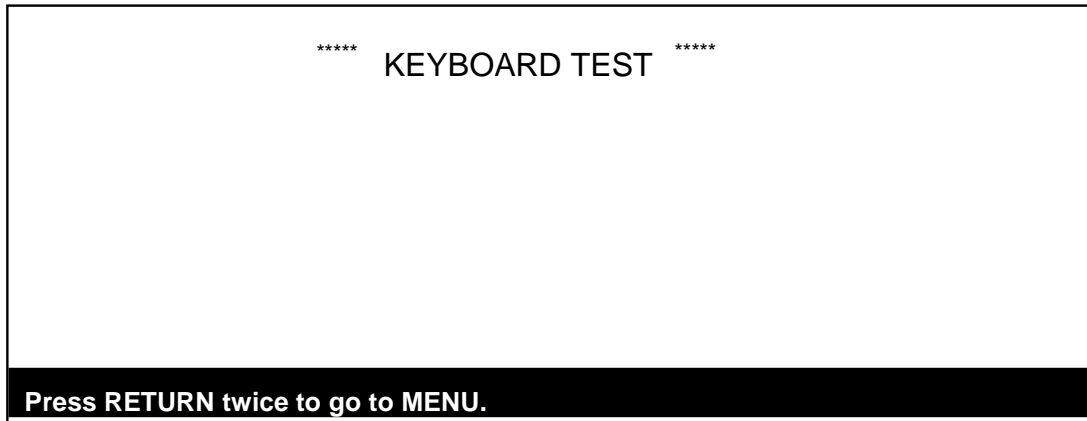 ***** KEYBOARD TEST *****
Press RETURN twice to go to MENU.